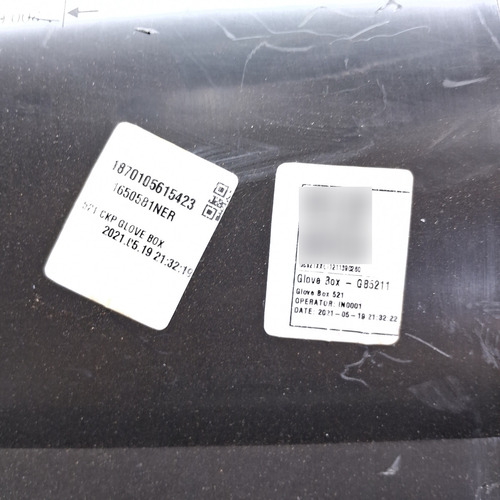 1870105615423
1650581NER
521 CKP GLOVE BOX
2021.05.19 21:32:19
Glove Box - GB5211
Glove Box 521
OPERATOR: IN0001
DATE: 2021-05-19 21:32:22